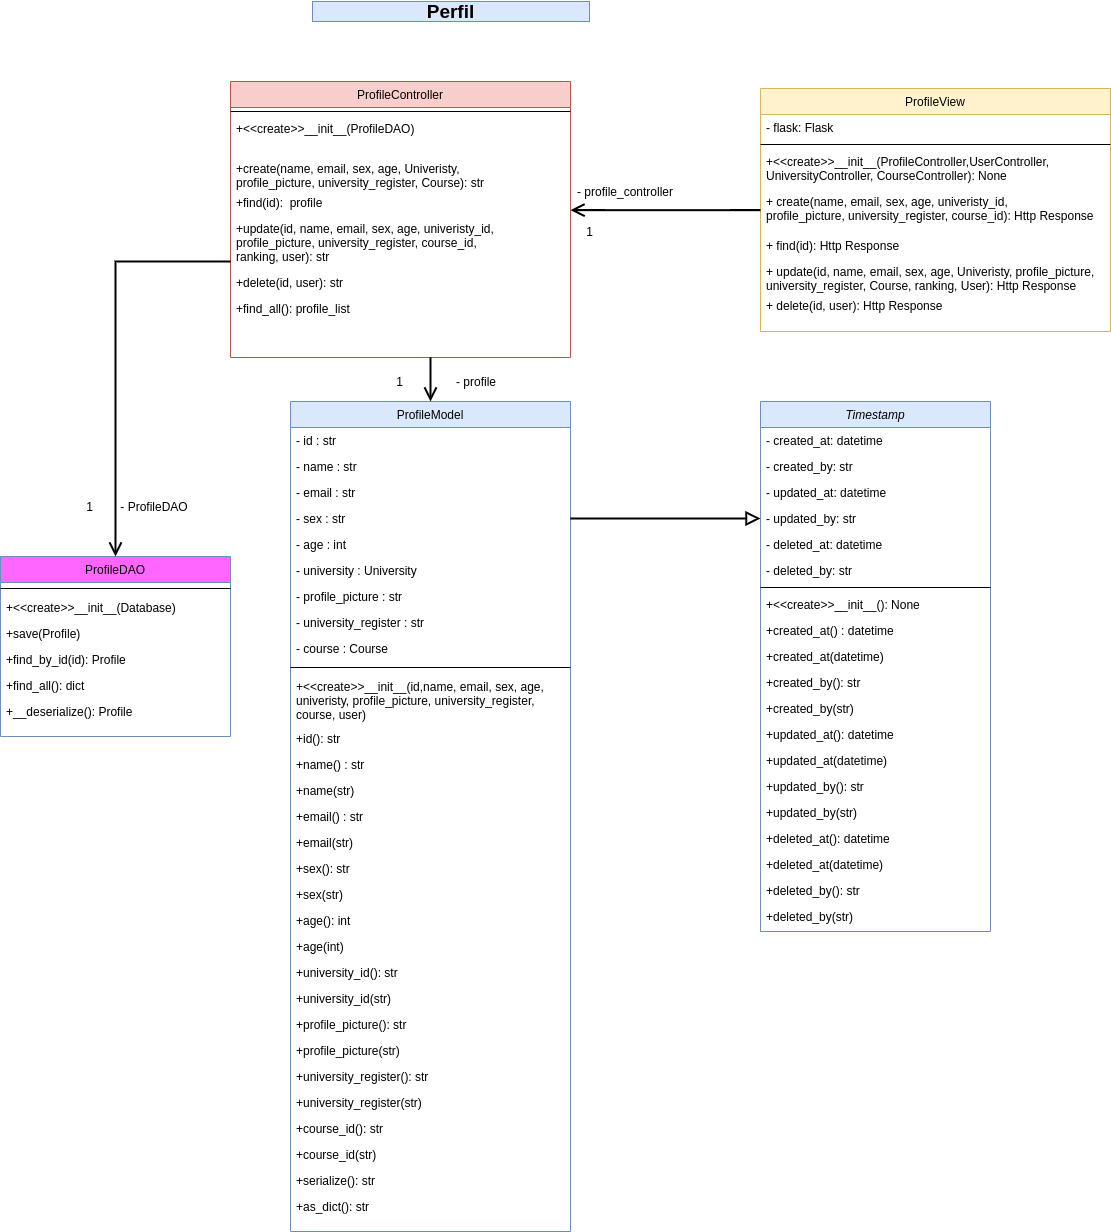 Perfil
ProfileController
+<<create>>__init__(ProfileDAO)
+create(name, email, sex, age, Univeristy,
profile_picture, university_register, Course): str
+find(id):  profile
+update(id, name, email, sex, age, univeristy_id,
profile_picture, university_register, course_id,
ranking, user): str
+delete(id, user): str
+find_all(): profile_list
- profile_controller
1
ProfileView
- flask: Flask
+<<create>>__init__(ProfileController,UserController,
UniversityController, CourseController): None
+ create(name, email, sex, age, univeristy_id,
profile_picture, university_register, course_id): Http Response
+ find(id): Http Response
+ update(id, name, email, sex, age, Univeristy, profile_picture,
university_register, Course, ranking, User): Http Response
+ delete(id, user): Http Response
1
- profile
1
- ProfileDAO
ProfileDAO
+<<create>>__init__(Database)
+save(Profile)
+find_by_id(id): Profile
+find_all(): dict
+__deserialize(): Profile
ProfileModel
- id : str
- name : str
- email : str
- sex : str
- age : int
- university : University
- profile_picture : str
- university_register : str
- course : Course
+<<create>>__init__(id,name, email, sex, age,
univeristy, profile_picture, university_register,
course, user)
+id(): str
+name() : str
+name(str)
+email() : str
+email(str)
+sex(): str
+sex(str)
+age(): int
+age(int)
+university_id(): str
+university_id(str)
+profile_picture(): str
+profile_picture(str)
+university_register(): str
+university_register(str)
+course_id(): str
+course_id(str)
+serialize(): str
+as_dict(): str
Timestamp
- created_at: datetime
- created_by: str
- updated_at: datetime
- updated_by: str
- deleted_at: datetime
- deleted_by: str
+<<create>>__init__(): None
+created_at() : datetime
+created_at(datetime)
+created_by(): str
+created_by(str)
+updated_at(): datetime
+updated_at(datetime)
+updated_by(): str
+updated_by(str)
+deleted_at(): datetime
+deleted_at(datetime)
+deleted_by(): str
+deleted_by(str)